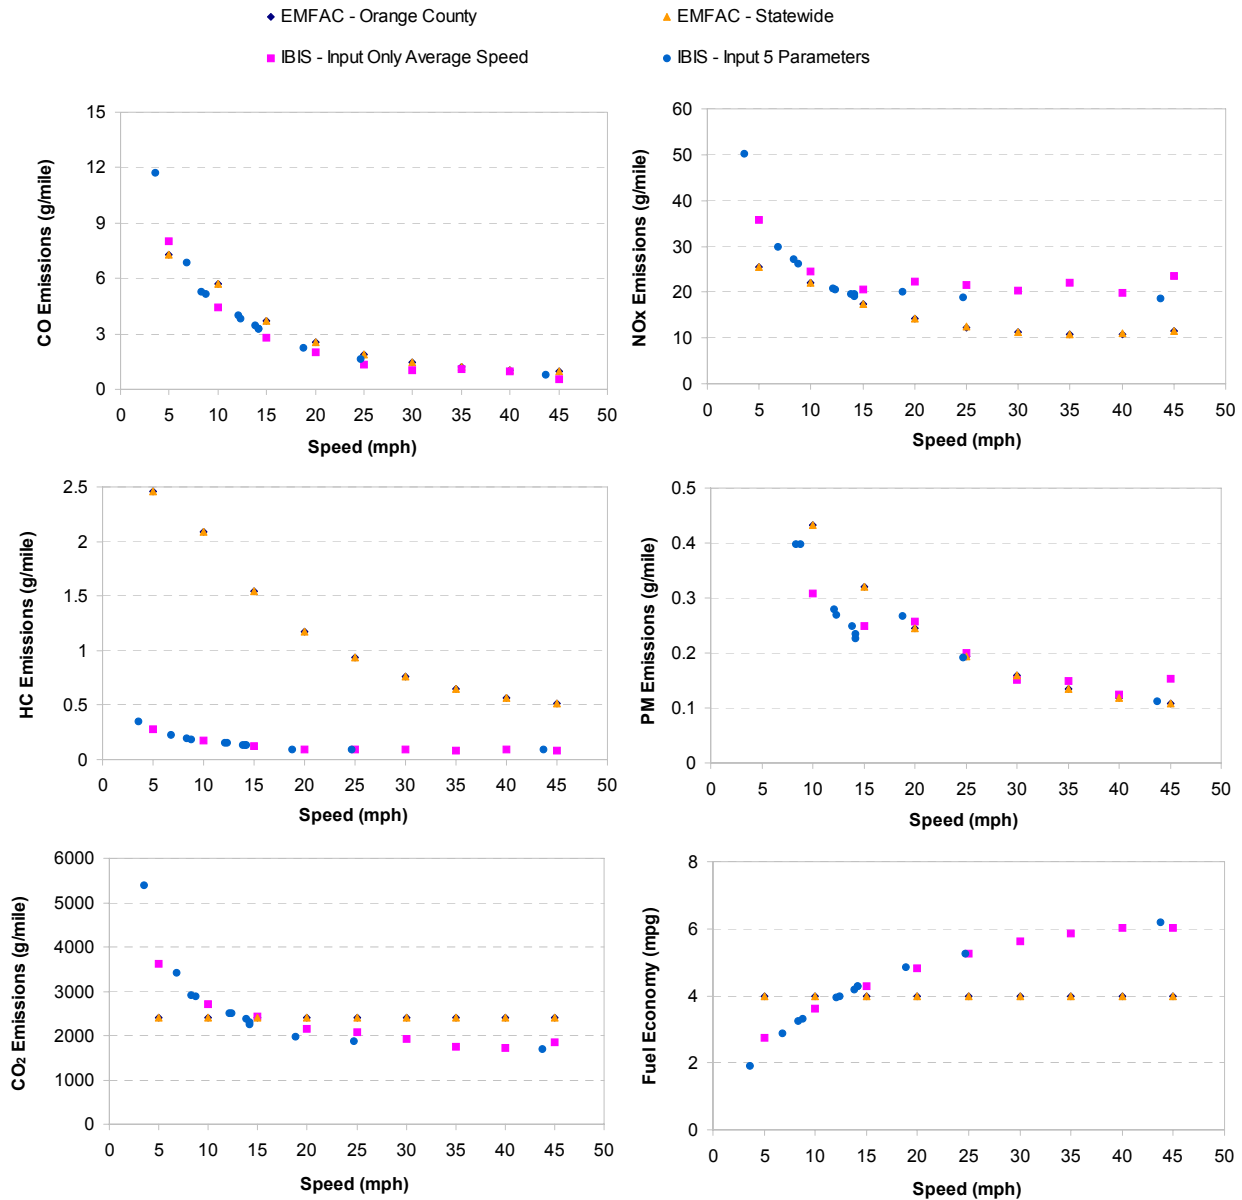 EMFAC - Orange County
EMFAC - Statewide
IBIS - Input Only Average Speed
IBIS - Input 5 Parameters
CO Emissions (g/mile)
15
12
9
6
3
0
0 5 10 15 20 25 30 35 40 45 50
Speed (mph)
NOx Emissions (g/mile)
60
50
40
30
20
10
0
0 5 10 15 20 25 30 35 40 45 50
Speed (mph)
HC Emissions (g/mile)
2.5
2
1.5
1
0.5
0
0 5 10 15 20 25 30 35 40 45 50
Speed (mph)
PM Emissions (g/mile)
0.5
0.4
0.3
0.2
0.1
0
0 5 10 15 20 25 30 35 40 45 50
Speed (mph)
CO₂ Emissions (g/mile)
6000
5000
4000
3000
2000
1000
0
0 5 10 15 20 25 30 35 40 45 50
Speed (mph)
Fuel Economy (mpg)
8
6
4
2
0
0 5 10 15 20 25 30 35 40 45 50
Speed (mph)